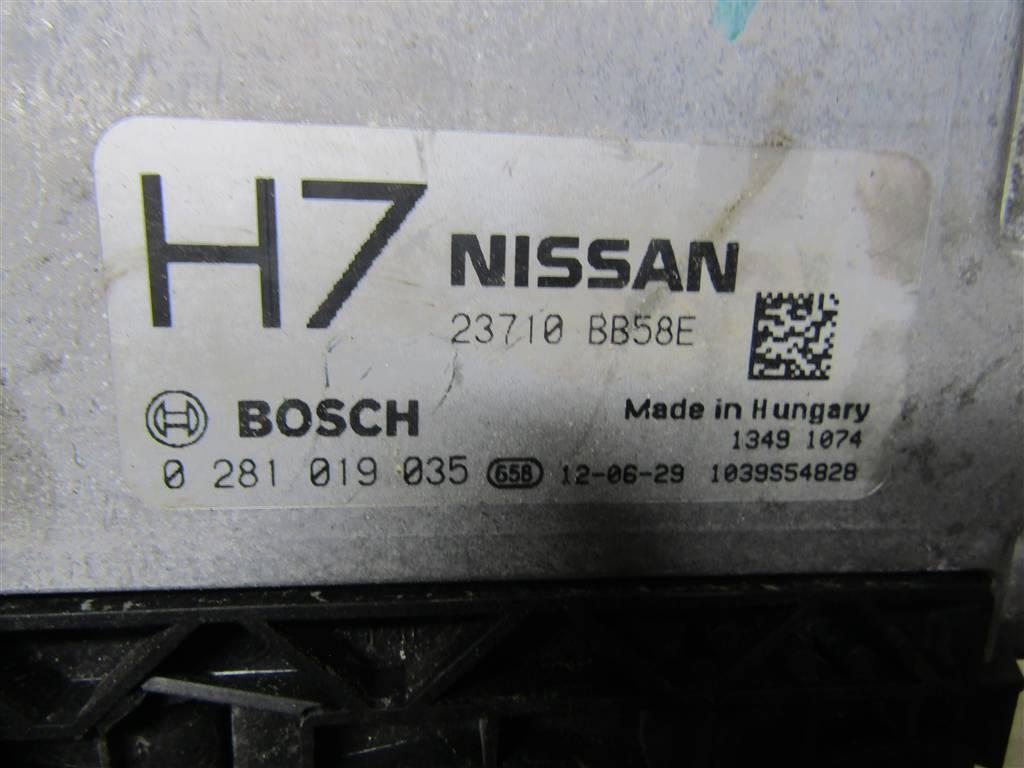 H7 NISSAN
23710 BB58E
BOSCH Made in Hungary
1349 1074
0 281 019 035 658 12-06-29 1039S54828